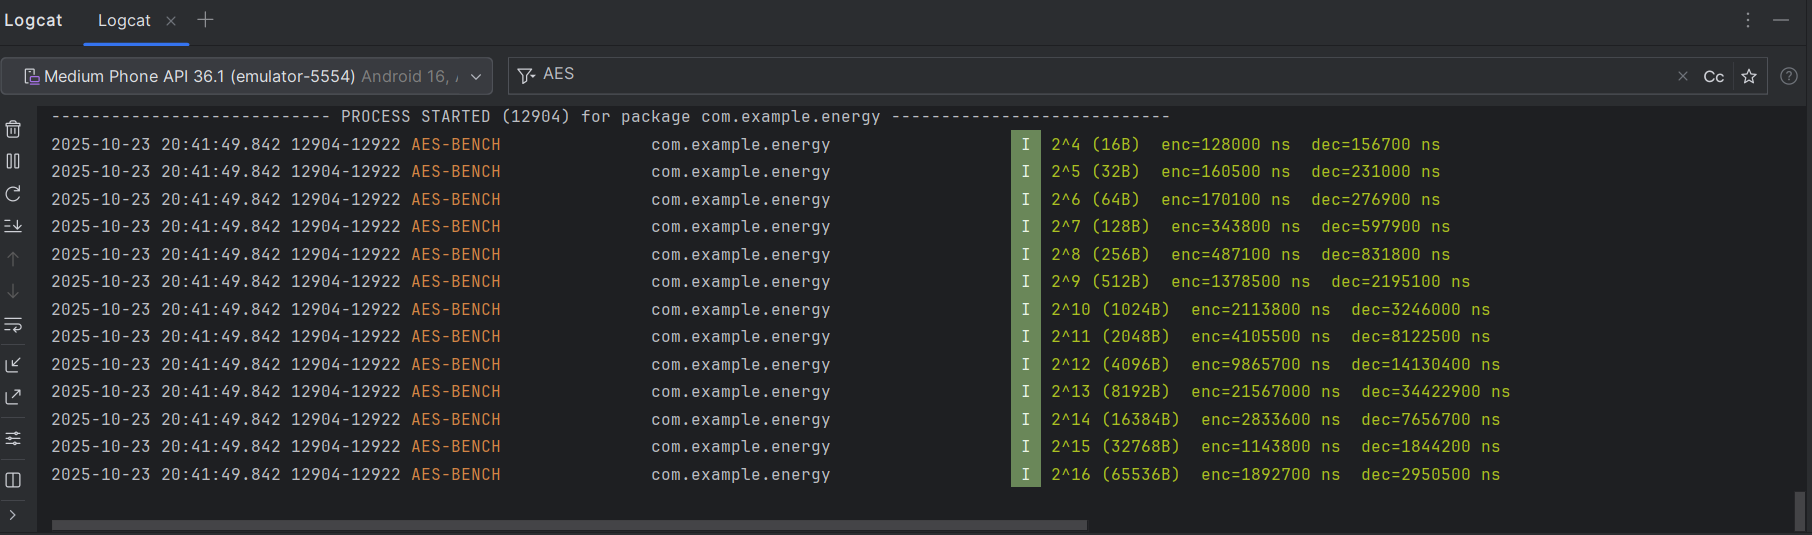 Logcat Logcat
Medium Phone API 36.1 (emulator-5554) Android 16, AES Cc
--------------------------- PROCESS STARTED (12904) for package com.example.energy ---------------------------
2025-10-23 20:41:49.842 12904-12922 AES-BENCH com.example.energy I 2^4 (16B) enc=128000 ns dec=156700 ns
2025-10-23 20:41:49.842 12904-12922 AES-BENCH com.example.energy I 2^5 (32B) enc=160500 ns dec=231000 ns
2025-10-23 20:41:49.842 12904-12922 AES-BENCH com.example.energy I 2^6 (64B) enc=170100 ns dec=276900 ns
2025-10-23 20:41:49.842 12904-12922 AES-BENCH com.example.energy I 2^7 (128B) enc=343800 ns dec=597900 ns
2025-10-23 20:41:49.842 12904-12922 AES-BENCH com.example.energy I 2^8 (256B) enc=487100 ns dec=831800 ns
2025-10-23 20:41:49.842 12904-12922 AES-BENCH com.example.energy I 2^9 (512B) enc=1378500 ns dec=2195100 ns
2025-10-23 20:41:49.842 12904-12922 AES-BENCH com.example.energy I 2^10 (1024B) enc=2113800 ns dec=3246000 ns
2025-10-23 20:41:49.842 12904-12922 AES-BENCH com.example.energy I 2^11 (2048B) enc=4105500 ns dec=8122500 ns
2025-10-23 20:41:49.842 12904-12922 AES-BENCH com.example.energy I 2^12 (4096B) enc=9865700 ns dec=14130400 ns
2025-10-23 20:41:49.842 12904-12922 AES-BENCH com.example.energy I 2^13 (8192B) enc=21567000 ns dec=34422900 ns
2025-10-23 20:41:49.842 12904-12922 AES-BENCH com.example.energy I 2^14 (16384B) enc=2833600 ns dec=7656700 ns
2025-10-23 20:41:49.842 12904-12922 AES-BENCH com.example.energy I 2^15 (32768B) enc=1143800 ns dec=1844200 ns
2025-10-23 20:41:49.842 12904-12922 AES-BENCH com.example.energy I 2^16 (65536B) enc=1892700 ns dec=2950500 ns